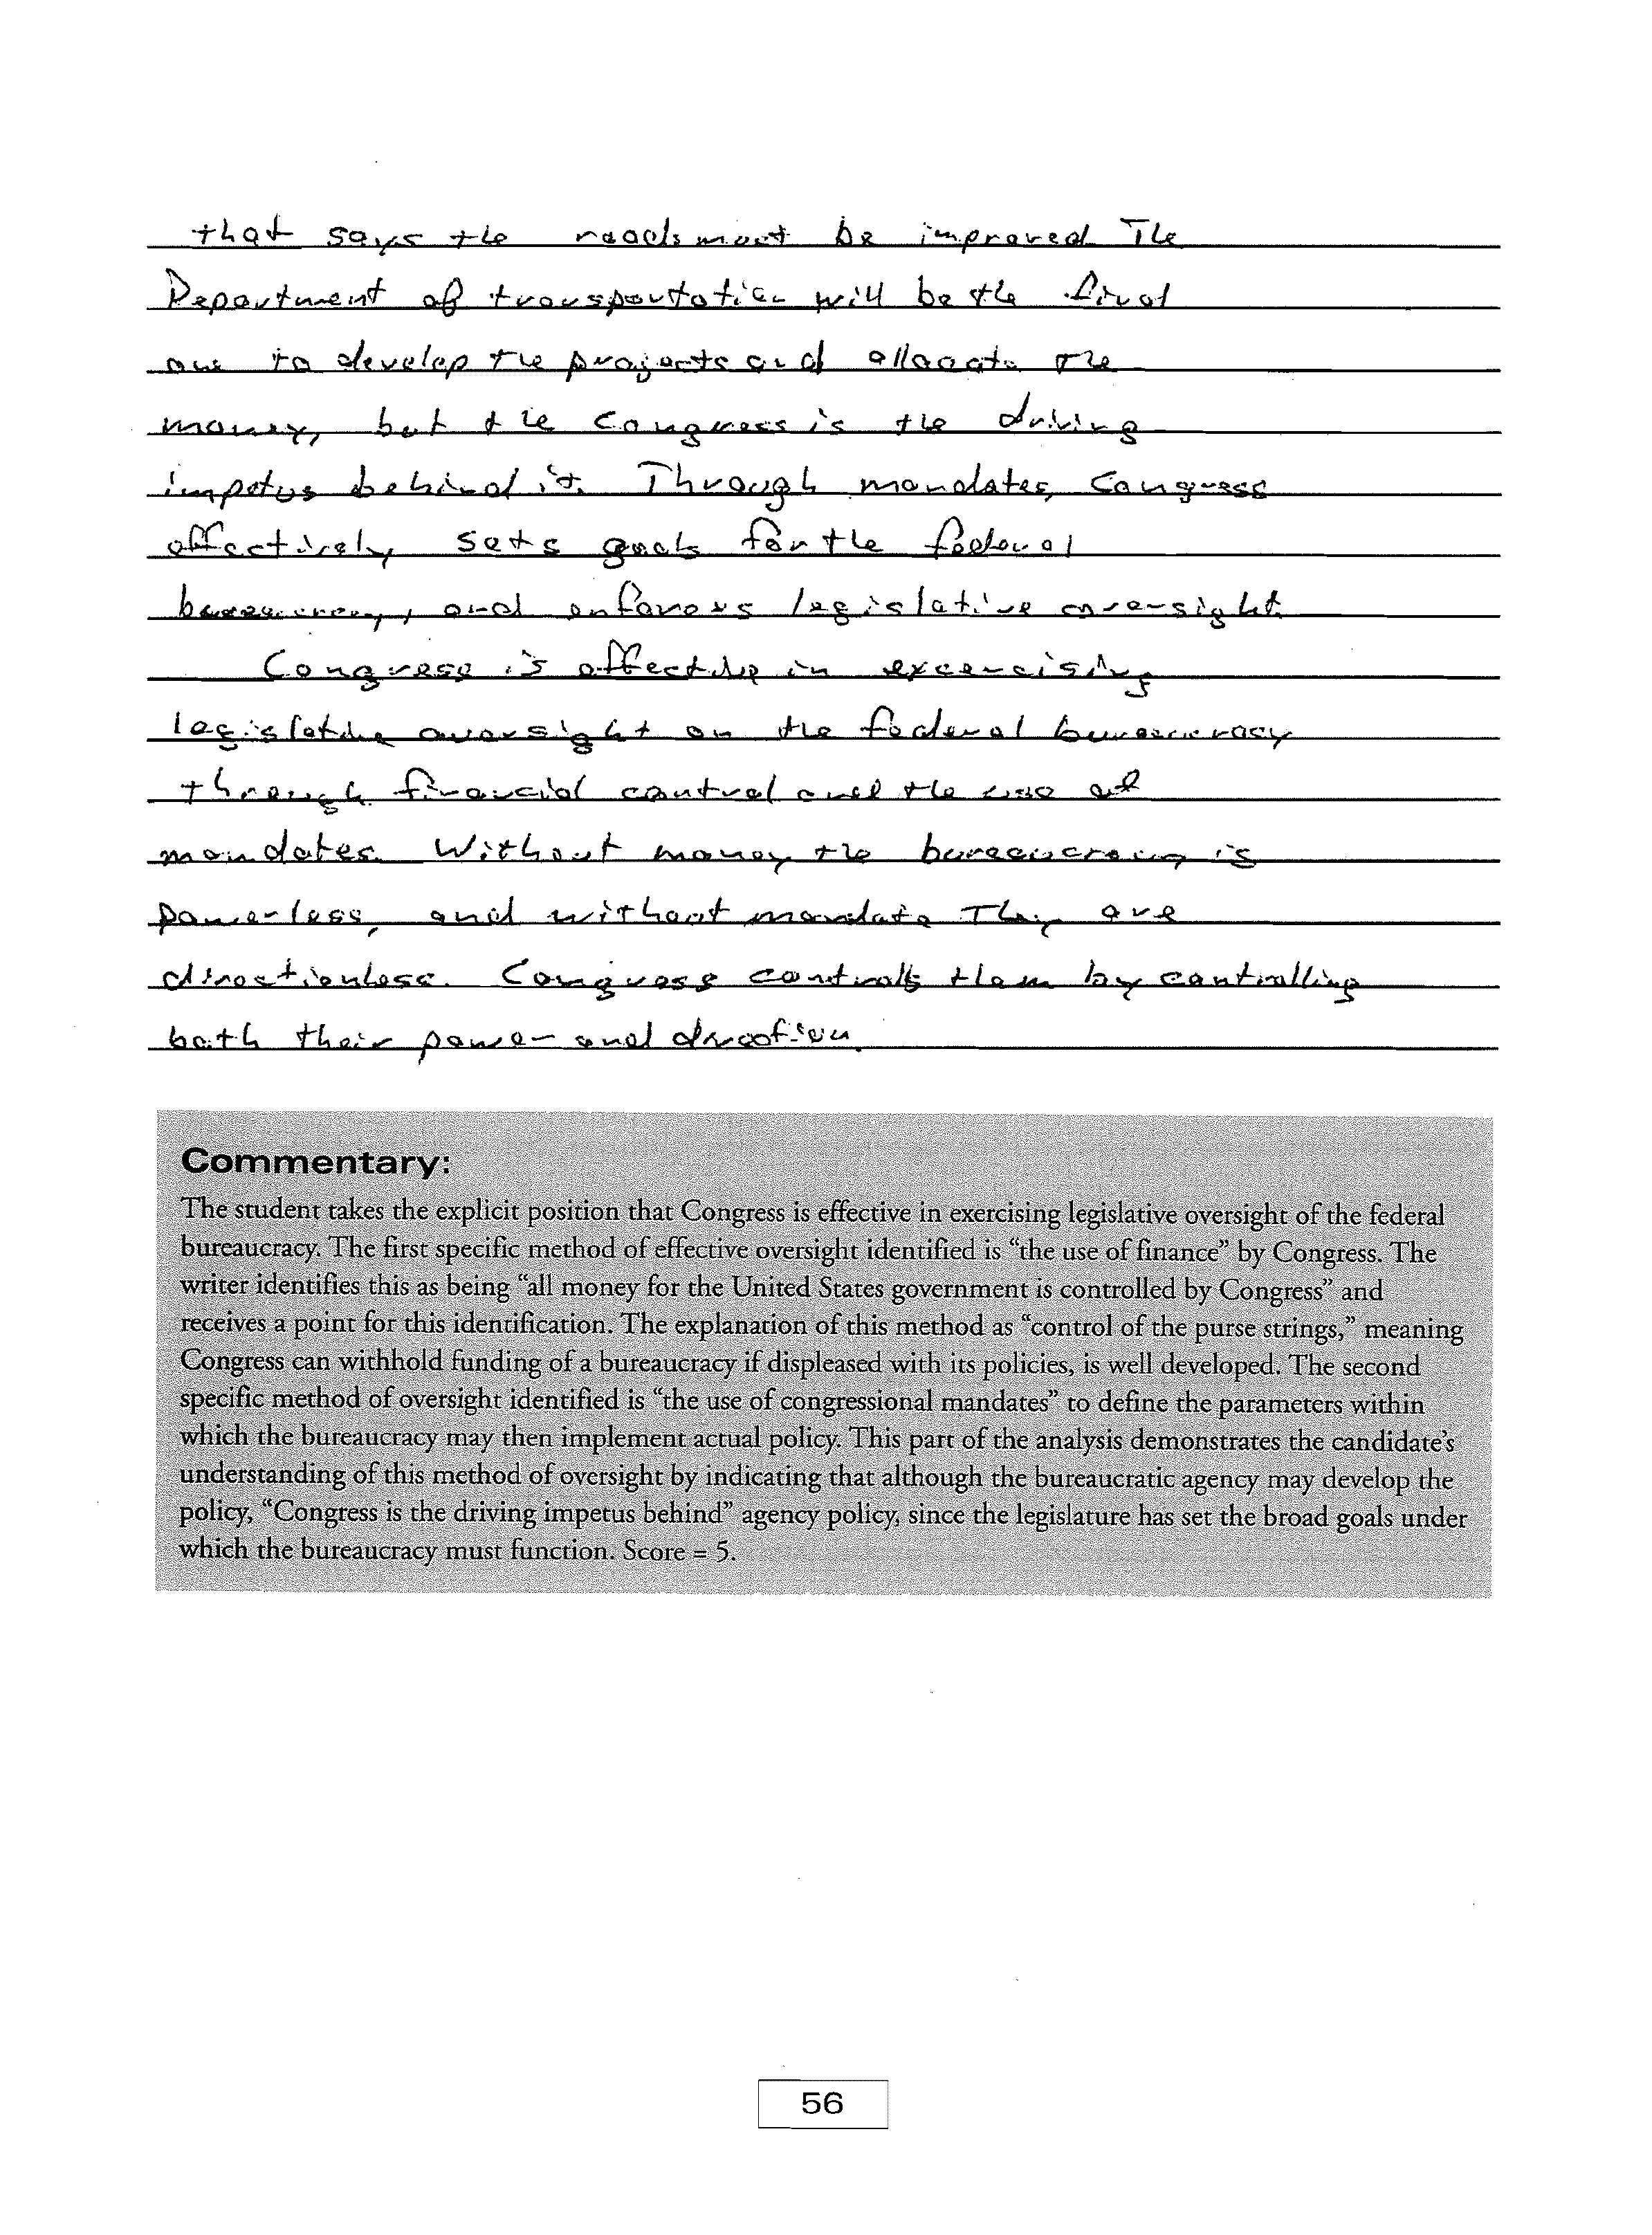 that says the roads must be improved The
Department of transportation will be the final
one to develop the projects and allocate the
money, but the Congress is the driving
impetus behind it. Through mandates, Congress
effectively sets goals for the federal
bureaucracy, and enforces legislative oversight.
Congress is effective in excercising
legislative oversight on the federal bureaucracy
through financial control and the use of
mandates. Without money the bureaucracy is
powerless, and without mandate they are
directionless. Congress controls them by controlling
both their power and direction.
Commentary:
The student takes the explicit position that Congress is effective in exercising legislative oversight of the federal
bureaucracy. The first specific method of effective oversight identified is “the use of finance” by Congress. The
writer identifies this as being “all money for the United States government is controlled by Congress” and
receives a point for this identification. The explanation of this method as “control of the purse strings,” meaning
Congress can withhold funding of a bureaucracy if displeased with its policies, is well developed. The second
specific method of oversight identified is “the use of congressional mandates” to define the parameters within
which the bureaucracy may then implement actual policy. This part of the analysis demonstrates the candidate’s
understanding of this method of oversight by indicating that although the bureaucratic agency may develop the
policy, “Congress is the driving impetus behind” agency policy, since the legislature has set the broad goals under
which the bureaucracy must function. Score = 5.
56